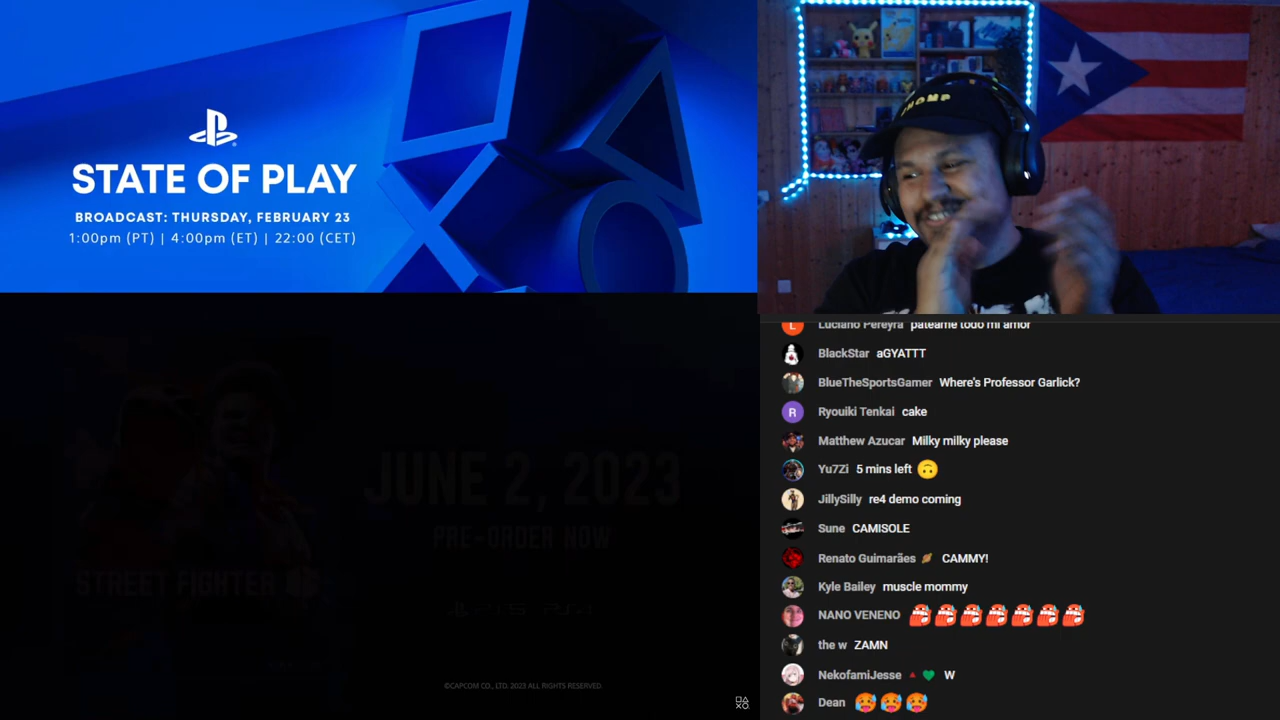 STATE OF PLAY
BROADCAST: THURSDAY, FEBRUARY 23
1:00pm (PT) | 4:00pm (ET) | 22:00 (CET)
JUNE 2, 2023
PRE-ORDER NOW
STREET FIGHTER
PS5 PS4
©CAPCOM CO., LTD. 2023 ALL RIGHTS RESERVED
Luciano Pereyra pateame todo mi amor
BlackStar aGYATTT
BlueTheSportsGamer Where's Professor Garlick?
R Ryouiki Tenkai cake
Matthew Azucar Milky milky please
Yu7Zi 5 mins left 🙃
JillySilly re4 demo coming
Sune CAMISOLE
Renato Guimarães CAMMY!
Kyle Bailey muscle mommy
NANO VENENO
the w ZAMN
NekofamiJesse W
Dean 🥵🥵🥵